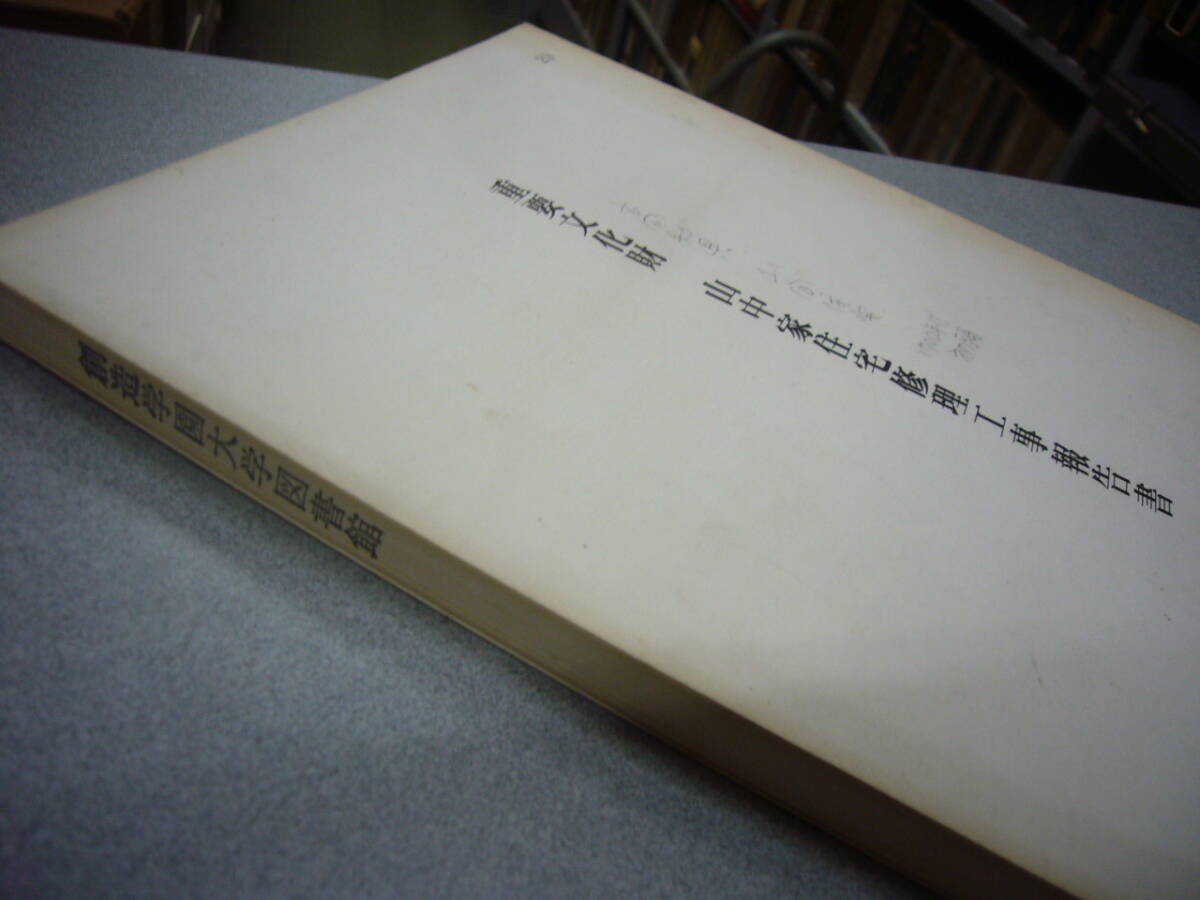 重要文化財　山中家住宅修理工事報告書
創造学園大学図書館